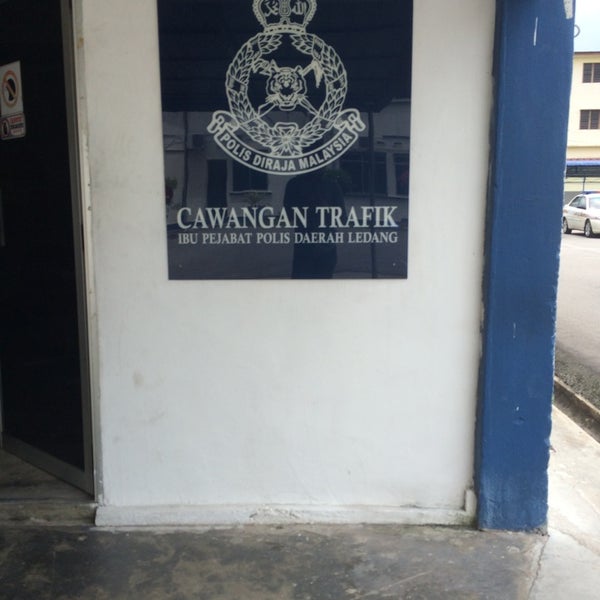 POLIS DIRAJA MALAYSIA
CAWANGAN TRAFIK
IBU PEJABAT POLIS DAERAH LEDANG